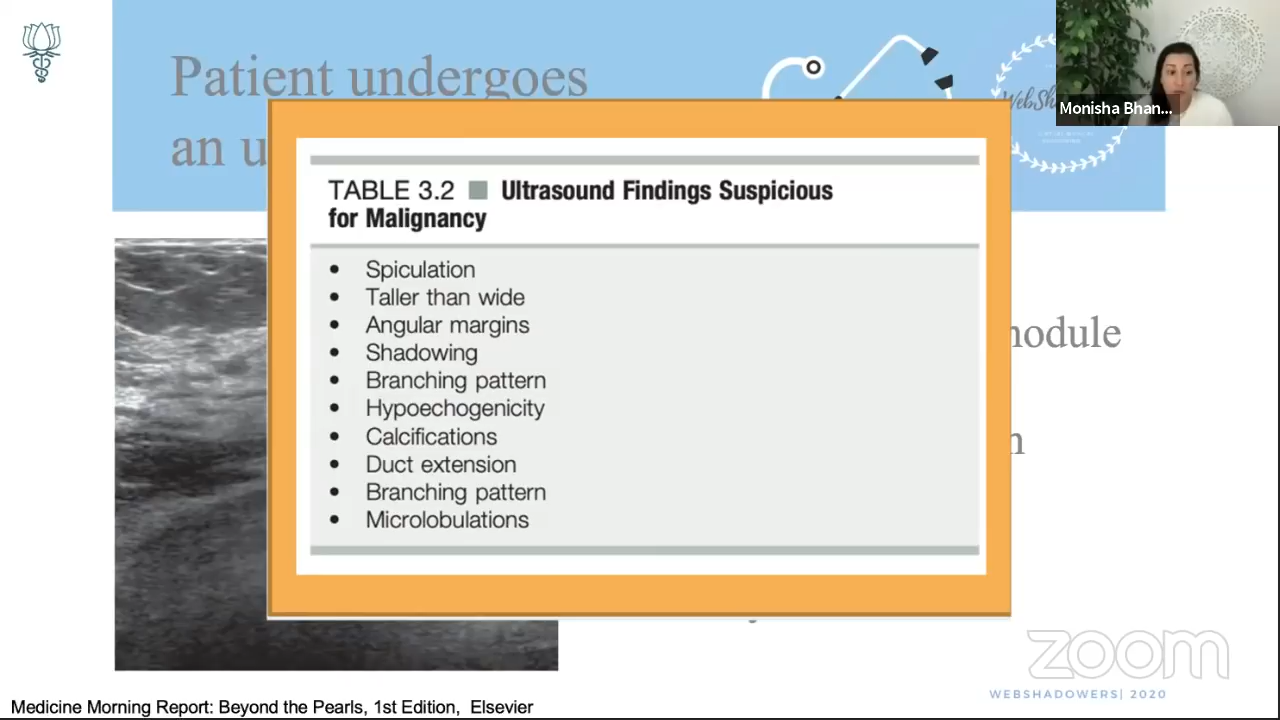 Patient undergoes
an u
Monisha Bhan...
TABLE 3.2 Ultrasound Findings Suspicious
for Malignancy
• Spiculation
• Taller than wide
• Angular margins
• Shadowing
• Branching pattern
• Hypoechogenicity
• Calcifications
• Duct extension
• Branching pattern
• Microlobulations
nodule
zoom
WEBSHADOWERS| 2020
Medicine Morning Report: Beyond the Pearls, 1st Edition, Elsevier